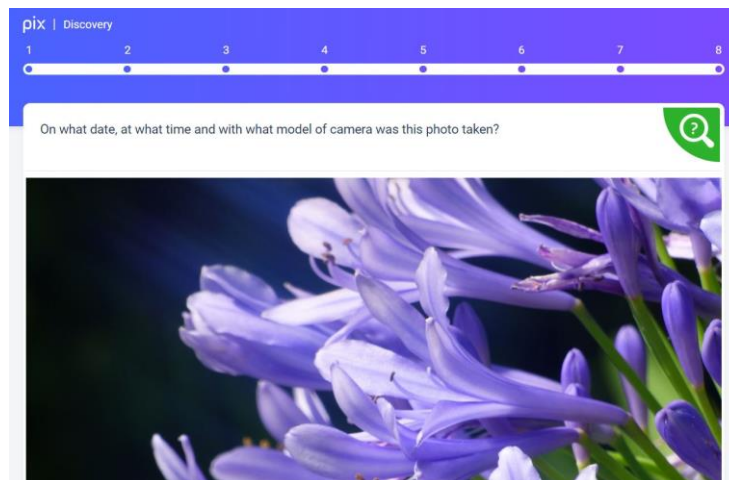 pix | Discovery
1 2 3 4 5 6 7 8
On what date, at what time and with what model of camera was this photo taken?
?